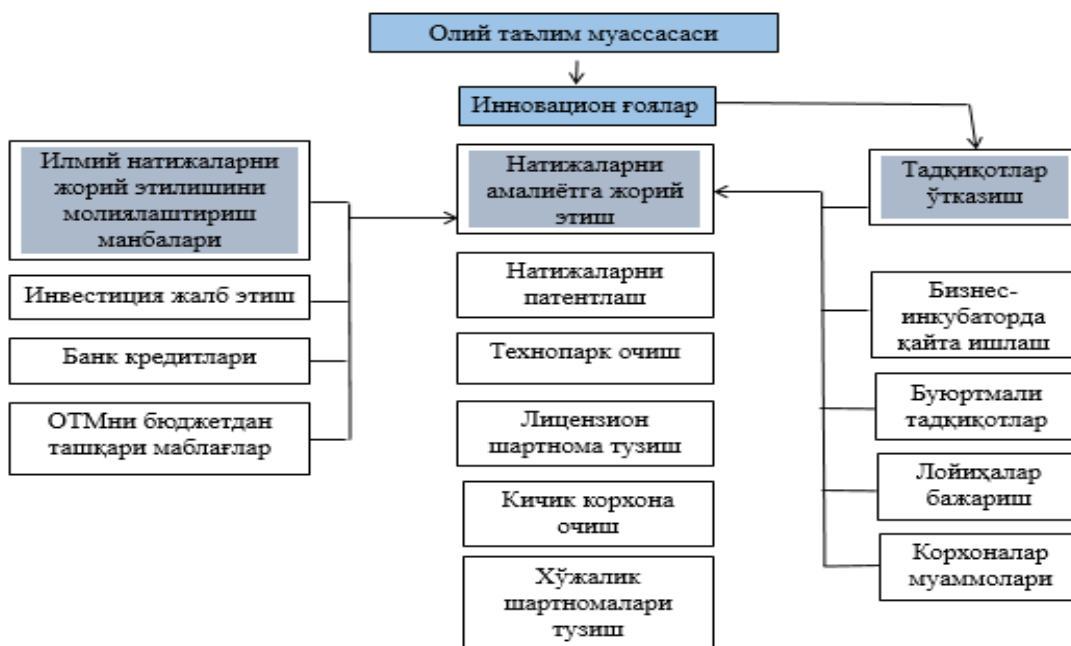 Олий таълим муассасаси
Инновацион ғоялар
Илмий натижаларни
жорий этилишини
молиялаштириш
манбалари
Инвестиция жалб этиш
Банк кредитлари
ОТМни бюджетдан
ташқари маблағлар
Натижаларни
амалиётга жорий
этиш
Натижаларни
патентлаш
Технопарк очиш
Лицензион
шартнома тузиш
Кичик корхона
очиш
Хўжалик
шартномалари
тузиш
Тадқиқотлар
ўтказиш
Бизнес-
инкубаторда
қайта ишлаш
Буюртмали
тадқиқотлар
Лойиҳалар
бажариш
Корхоналар
муаммолари